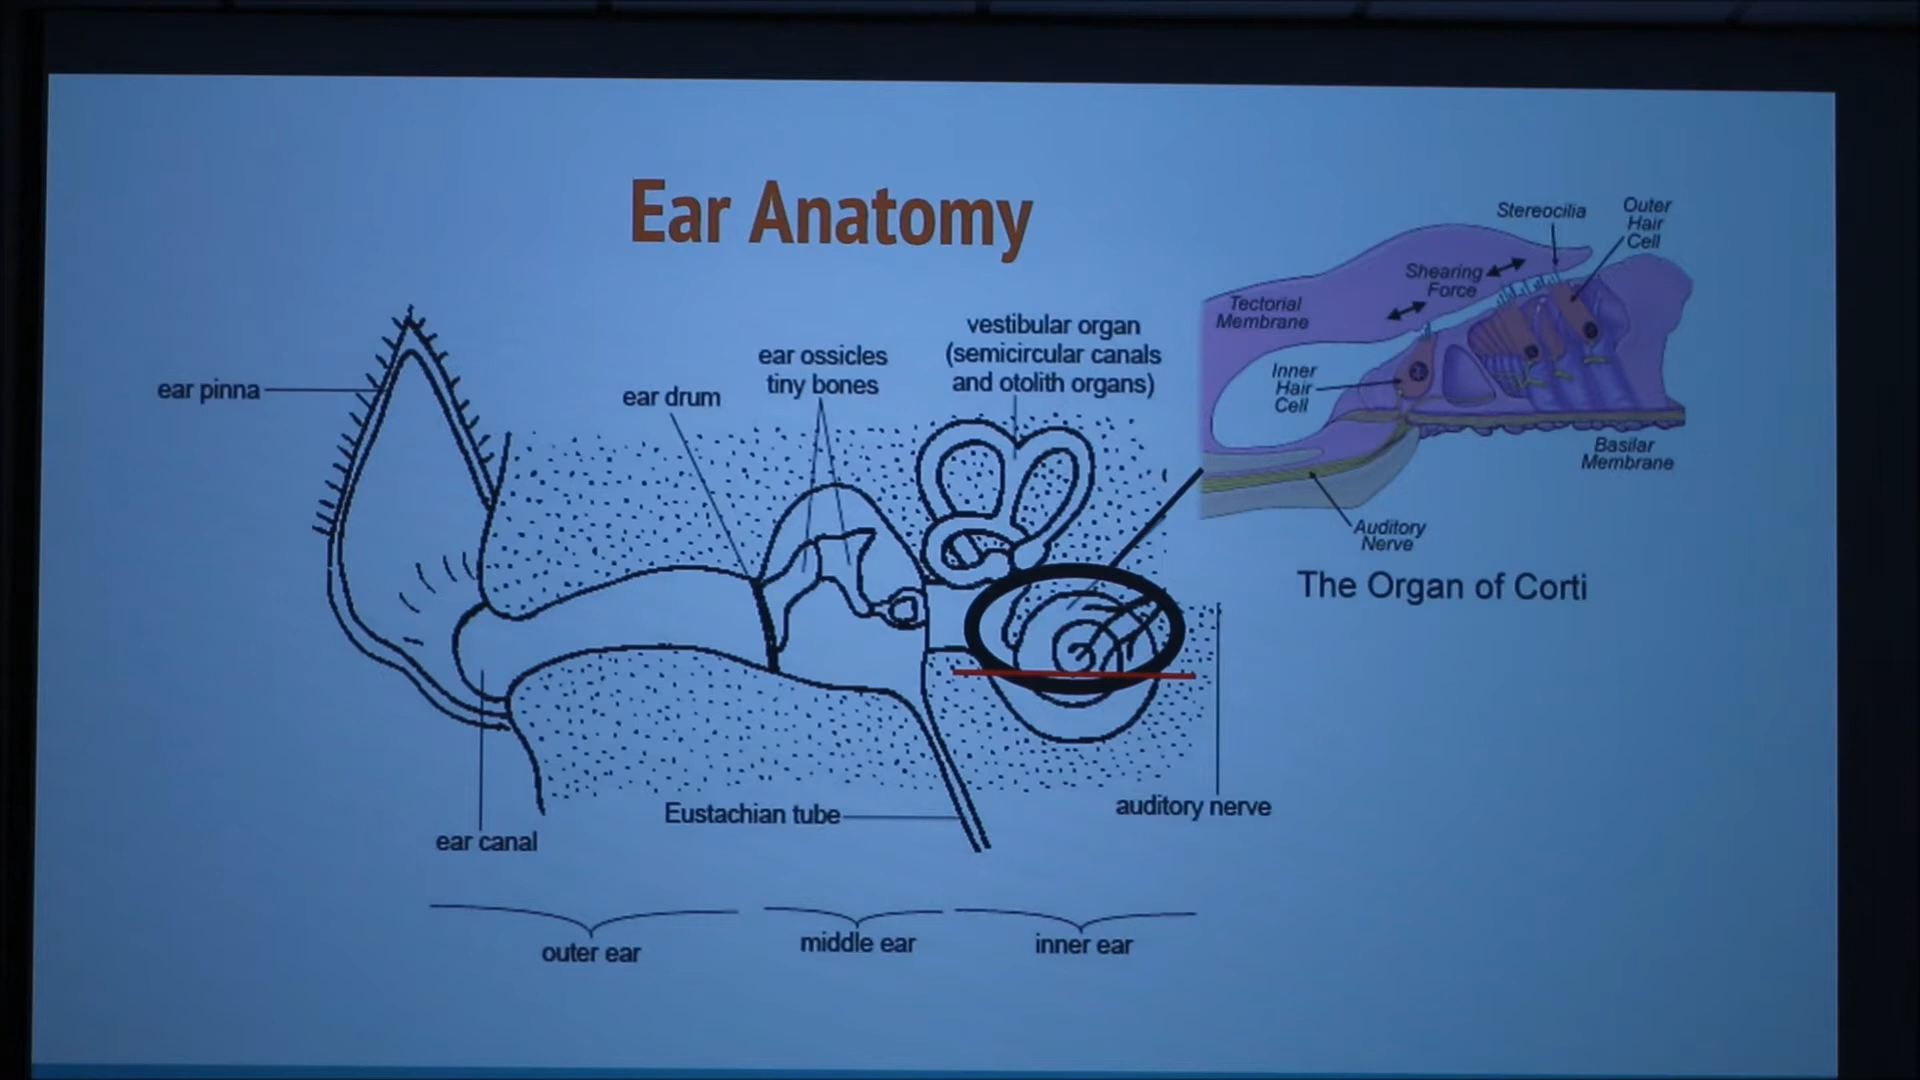 Ear Anatomy
ear pinna
ear drum
ear ossicles
tiny bones
vestibular organ
(semicircular canals
and otolith organs)
Stereocilia
Outer
Hair
Cell
Shearing
Force
Tectorial
Membrane
Inner
Hair
Cell
Basilar
Membrane
Auditory
Nerve
The Organ of Corti
Eustachian tube
auditory nerve
ear canal
outer ear
middle ear
inner ear